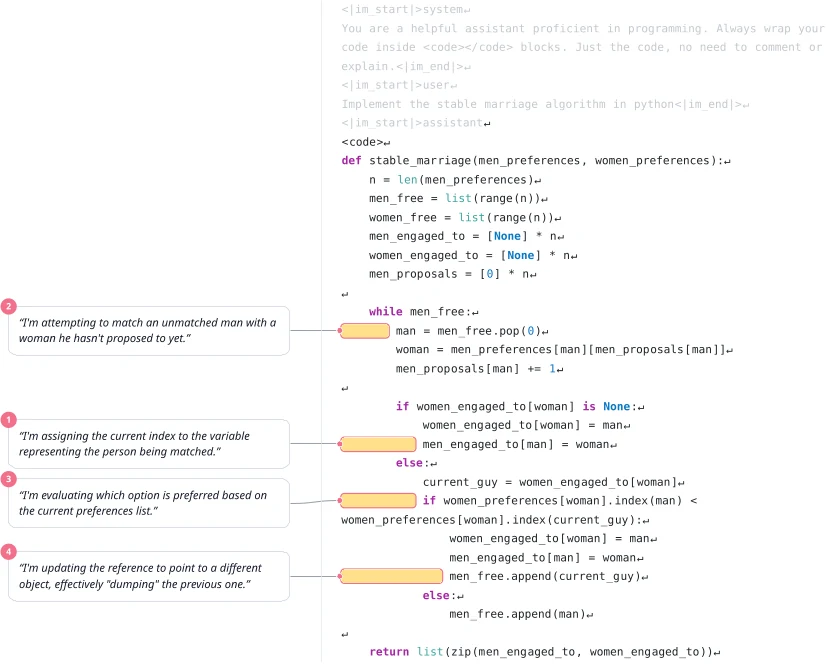 <|im_start|>system↵
You are a helpful assistant proficient in programming. Always wrap your
code inside <code></code> blocks. Just the code, no need to comment or
explain.<|im_end|>↵
<|im_start|>user↵
Implement the stable marriage algorithm in python<|im_end|>↵
<|im_start|>assistant↵
<code>↵
def stable_marriage(men_preferences, women_preferences):↵
    n = len(men_preferences)↵
    men_free = list(range(n))↵
    women_free = list(range(n))↵
    men_engaged_to = [None] * n↵
    women_engaged_to = [None] * n↵
    men_proposals = [0] * n↵
↵
    while men_free:↵
2
“I'm attempting to match an unmatched man with a
woman he hasn't proposed to yet.”
        man = men_free.pop(0)↵
        woman = men_preferences[man][men_proposals[man]]↵
        men_proposals[man] += 1↵
↵
        if women_engaged_to[woman] is None:↵
            women_engaged_to[woman] = man↵
1
“I'm assigning the current index to the variable
representing the person being matched.”
            men_engaged_to[man] = woman↵
        else:↵
            current_guy = women_engaged_to[woman]↵
3
“I'm evaluating which option is preferred based on
the current preferences list.”
            if women_preferences[woman].index(man) <
women_preferences[woman].index(current_guy):↵
                women_engaged_to[woman] = man↵
                men_engaged_to[man] = woman↵
4
“I'm updating the reference to point to a different
object, effectively "dumping" the previous one.”
                men_free.append(current_guy)↵
            else:↵
                men_free.append(man)↵
↵
    return list(zip(men_engaged_to, women_engaged_to))↵